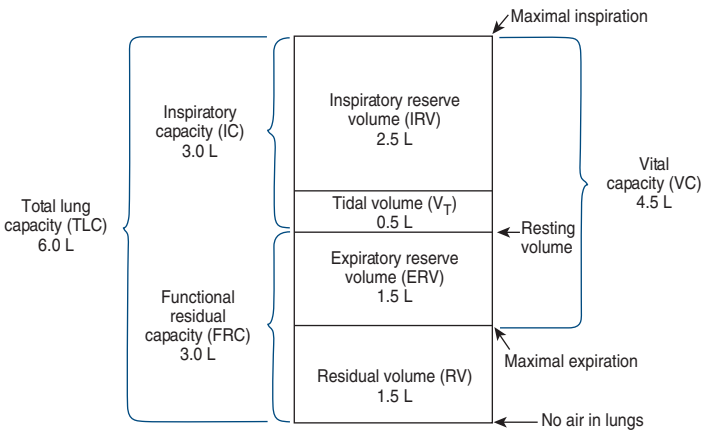 Maximal inspiration
Inspiratory
capacity (IC)
3.0 L
Inspiratory reserve
volume (IRV)
2.5 L
Vital
capacity (VC)
4.5 L
Total lung
capacity (TLC)
6.0 L
Tidal volume (VT)
0.5 L
Resting
volume
Expiratory reserve
volume (ERV)
1.5 L
Functional
residual
capacity (FRC)
3.0 L
Maximal expiration
Residual volume (RV)
1.5 L
No air in lungs